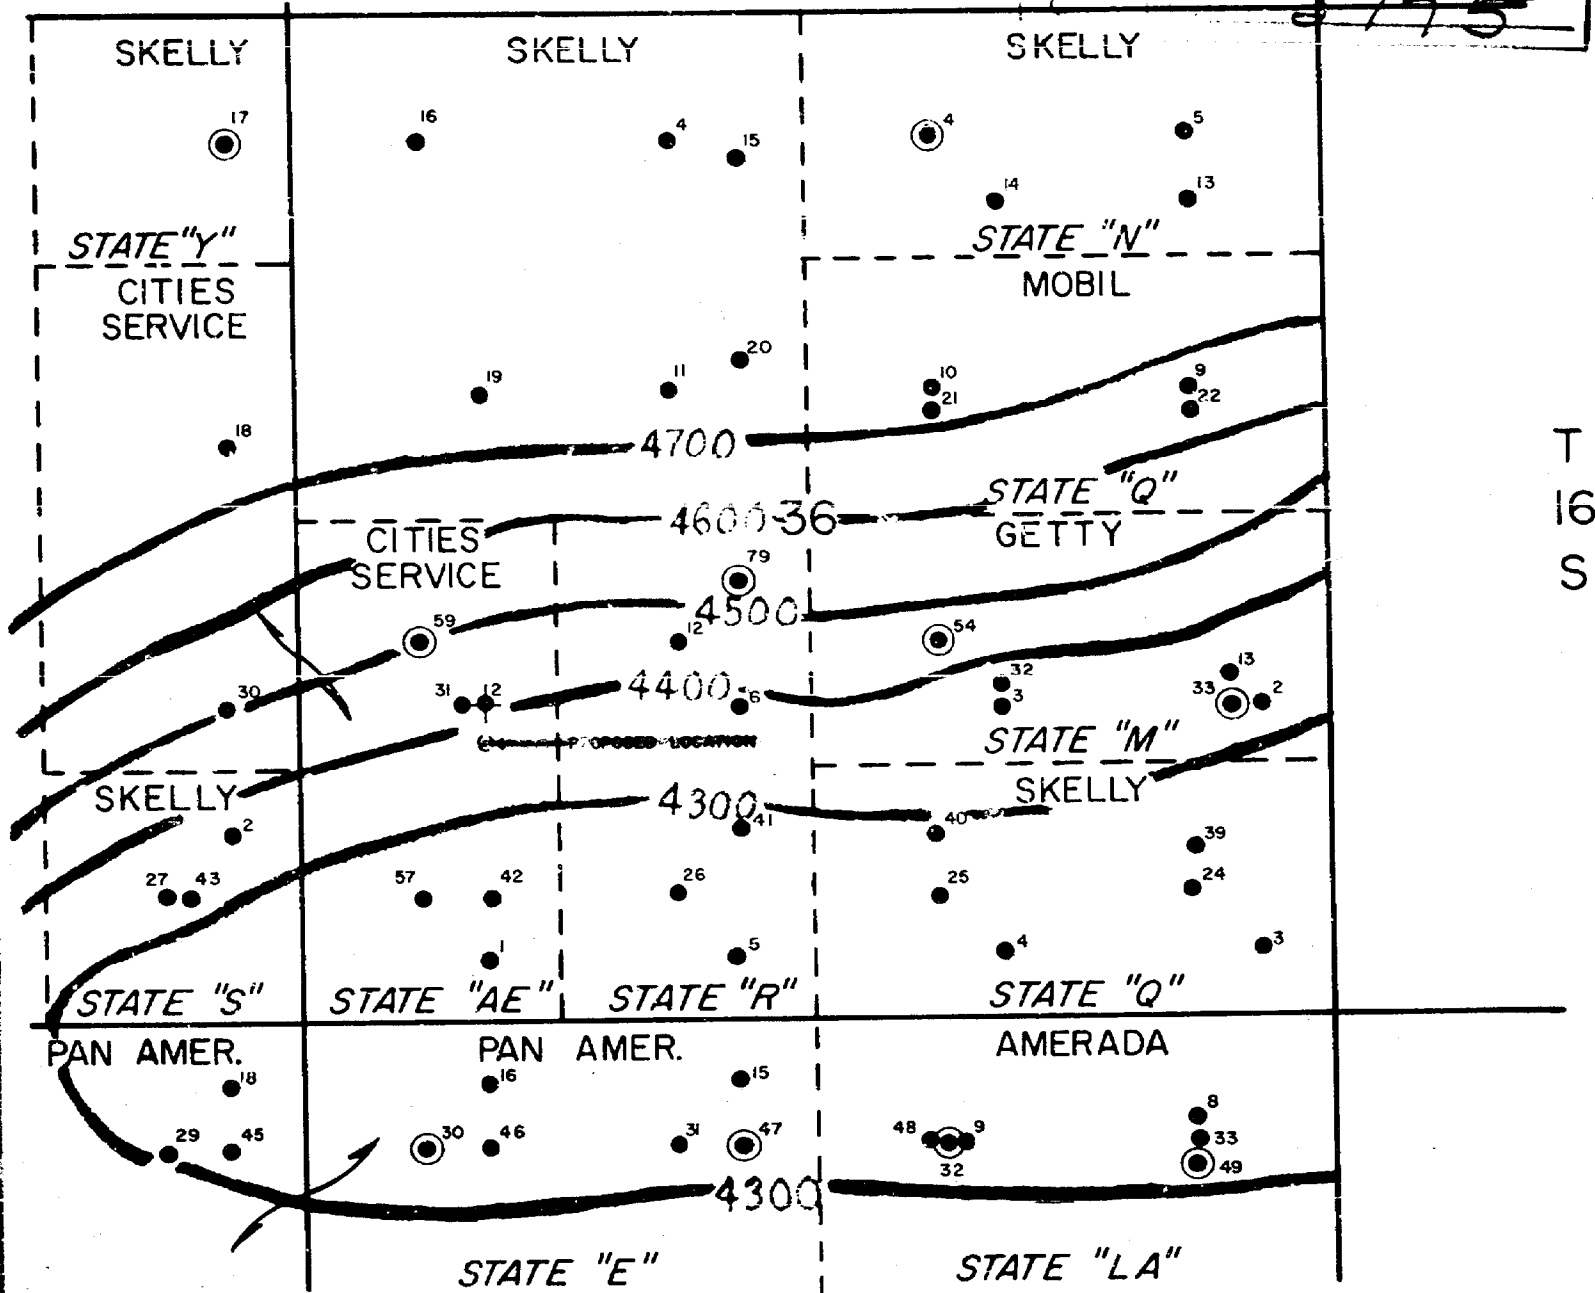 SKELLY SKELLY SKELLY
17 16 4 15 4 5
14 13
STATE "Y" STATE "N"
CITIES MOBIL
SERVICE
20
19 11 10 9
21 22
18
4700
T
STATE "Q"
16
4600 36
CITIES GETTY
SERVICE
S
79
4500
59 12 54
32 13
4400 6
30 31 12 3 33 2
PROPOSED LOCATION
STATE "M"
SKELLY SKELLY
4300
2 41 40 39
27 43 57 42 26 25 24
1 5 4 3
STATE "S" STATE "AE" STATE "R" STATE "Q"
PAN AMER. PAN AMER. AMERADA
18 16 15 8
29 45 30 46 31 47 48 9 33
32 49
4300
STATE "E" STATE "LA"